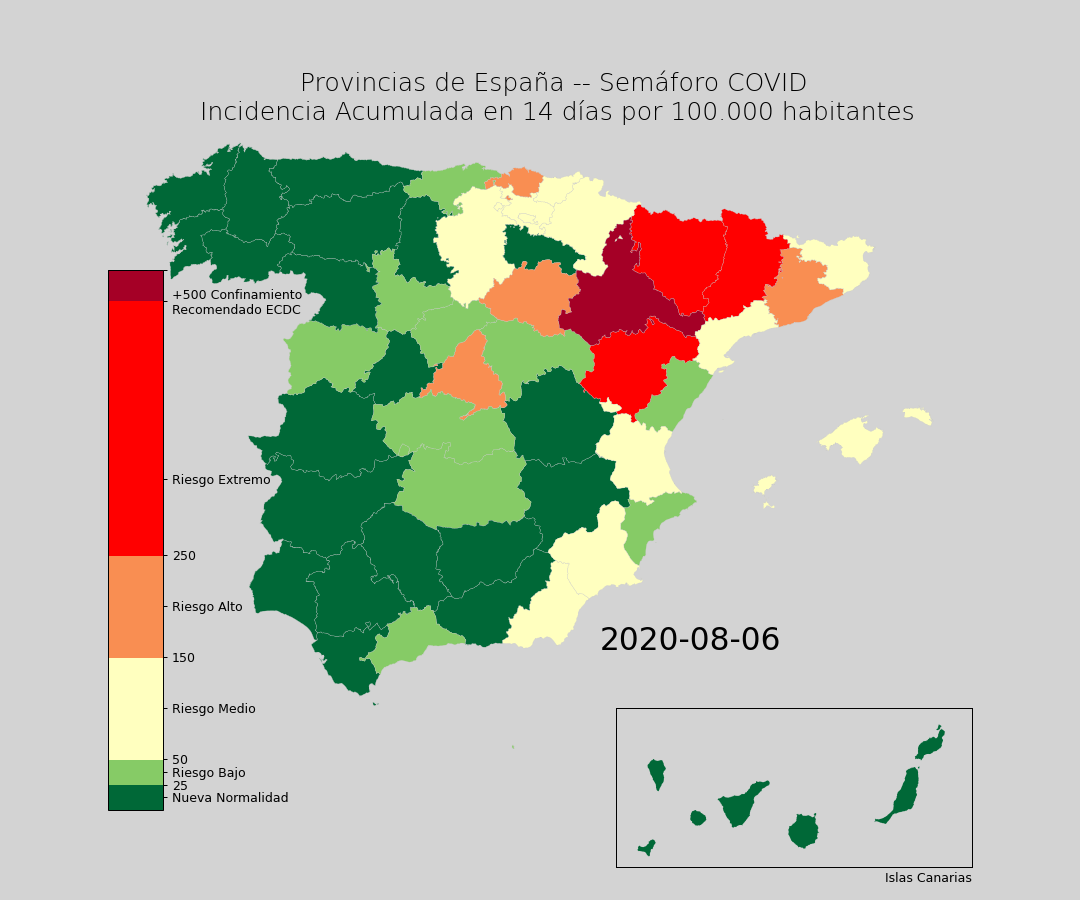 Provincias de España -- Semáforo COVID
Incidencia Acumulada en 14 días por 100.000 habitantes
+500 Confinamiento
Recomendado ECDC
Riesgo Extremo
250
Riesgo Alto
150
Riesgo Medio
50
Riesgo Bajo
25
Nueva Normalidad
2020-08-06
Islas Canarias